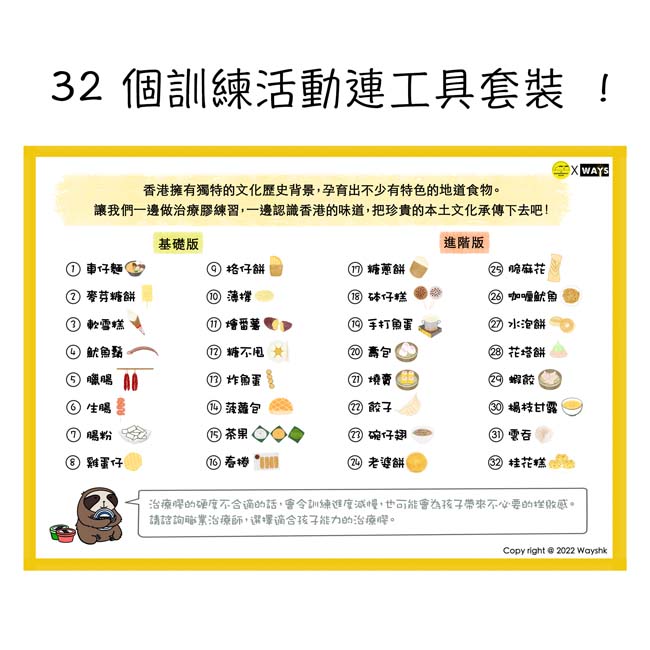 32 個訓練活動連工具套裝 !
X WAYS
香港擁有獨特的文化歷史背景,孕育出不少有特色的地道食物。
讓我們一邊做治療膠練習,一邊認識香港的味道,把珍貴的本土文化承傳下去吧!
基礎版
① 車仔麵
② 麥芽糖餅
③ 軟雪糕
④ 魷魚鬚
⑤ 臘腸
⑥ 生腸
⑦ 腸粉
⑧ 雞蛋仔
⑨ 格仔餅
⑩ 薄撐
⑪ 煨番薯
⑫ 糖不甩
⑬ 炸魚蛋
⑭ 菠蘿包
⑮ 茶果
⑯ 春捲
進階版
⑰ 糖蔥餅
⑱ 砵仔糕
⑲ 手打魚蛋
⑳ 壽包
㉑ 燒賣
㉒ 餃子
㉓ 碗仔翅
㉔ 老婆餅
㉕ 脆麻花
㉖ 咖喱魷魚
㉗ 水泡餅
㉘ 花塔餅
㉙ 蝦餃
㉚ 楊枝甘露
㉛ 雲吞
㉜ 桂花糕
治療膠的硬度不合適的話,會令訓練進度減慢,也可能會為孩子帶來不必要的挫敗感。
請諮詢職業治療師,選擇適合孩子能力的治療膠。
Copy right @ 2022 Wayshk